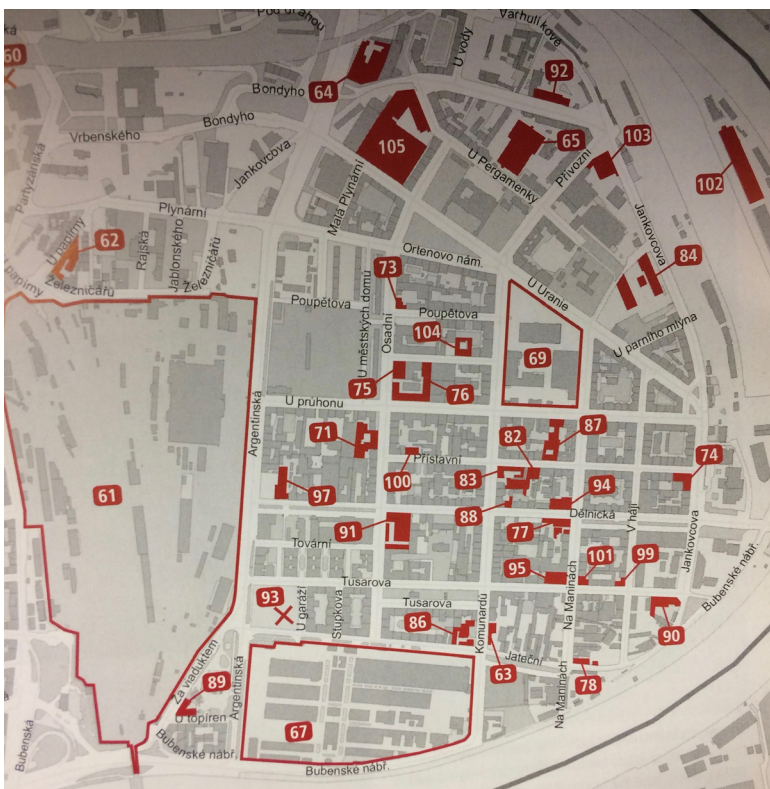 Pod dráhou
Varhulíkové
60
U vody
92
64
Bondyho
Bondyho
Vrbenského
105
65
103
Přívozní
U Pergamenky
102
Partyzánská
Jankovcova
Malá Plynární
Plynární
Jankovcova
U papírny
62
Rajská
Jablonského
Železničářů
Ortenovo nám.
84
U papírny
Železničářů
73
U Uranie
Poupětova
U městských domů
Osadní
Poupětova
104
U parního mlýna
69
75
76
U průhonu
Argentinská
71
87
82
Přístavní
83
74
100
97
61
94
88
Dělnická
V háji
91
77
Jankovcova
Tovární
95
101
99
Tusarova
Na Maninách
Bubenské nábř.
93
U garáží
Stupkova
Tusarova
86
Komunardů
90
63
Jateční
78
Za viaduktem
89
Argentinská
U topíren
Na Maninách
67
Bubenská
Bubenské nábř.
Bubenské nábř.